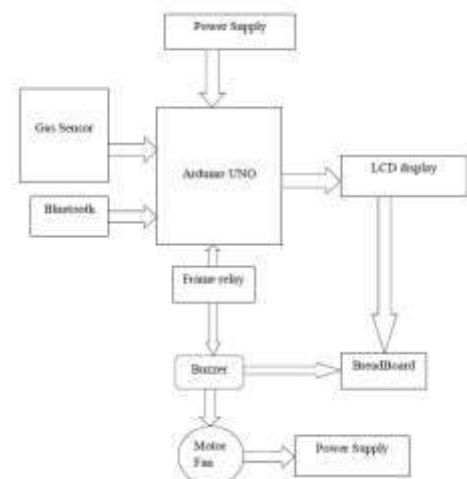 Power Supply
Gas Sensor
Arduino UNO
LCD display
Bluetooth
Frame relay
Buzzer
BreadBoard
Motor
Fan
Power Supply